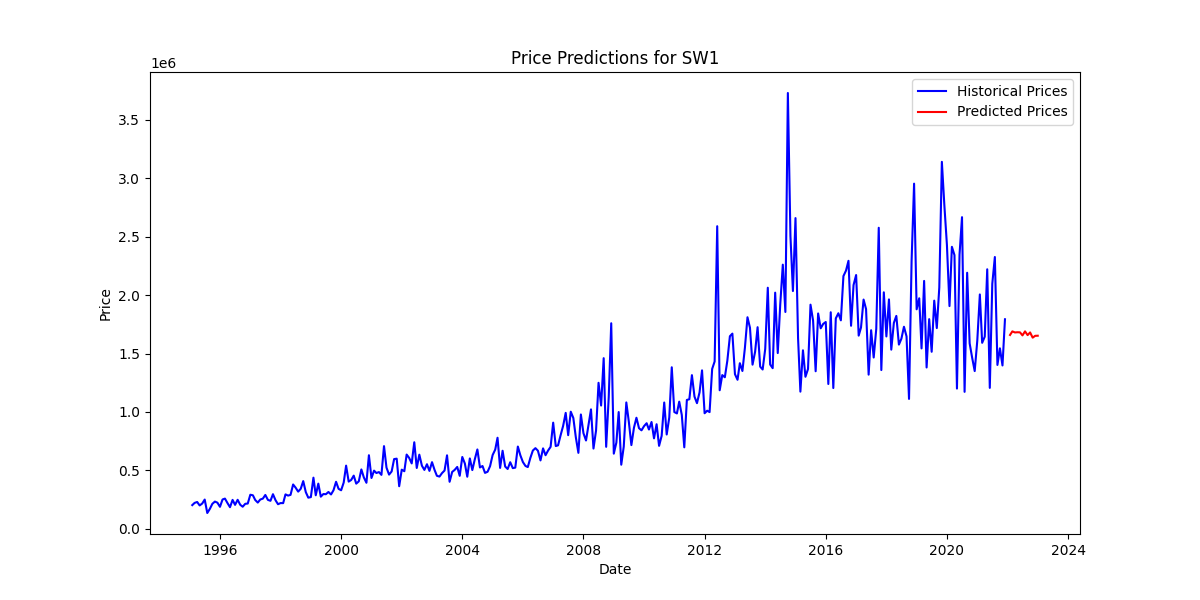 Price Predictions for SW1
1e6
Historical Prices
Predicted Prices
3.5
3.0
2.5
2.0
1.5
1.0
0.5
0.0
Price
1996 2000 2004 2008 2012 2016 2020 2024
Date